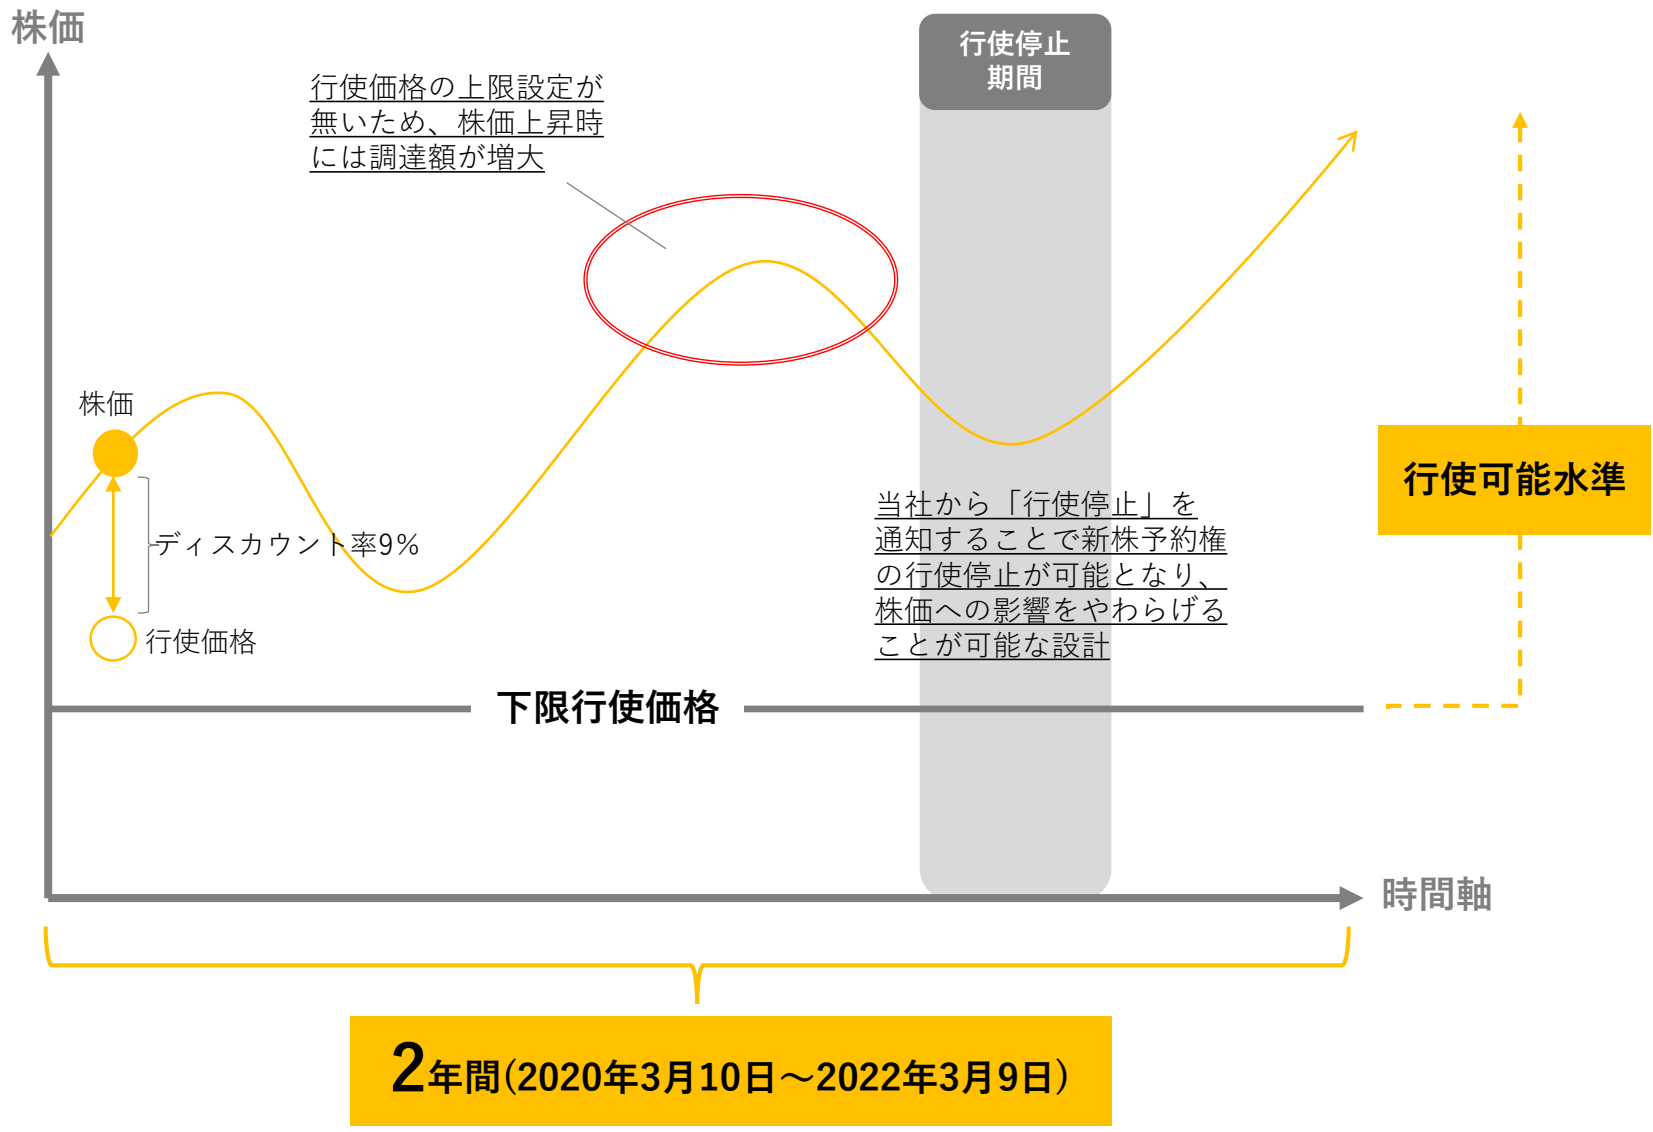 株価
行使停止
期間
行使価格の上限設定が
無いため、株価上昇時
には調達額が増大
株価
ディスカウント率9%
行使価格
行使可能水準
当社から「行使停止」を
通知することで新株予約権
の行使停止が可能となり、
株価への影響をやわらげる
ことが可能な設計
下限行使価格
時間軸
2年間(2020年3月10日～2022年3月9日)